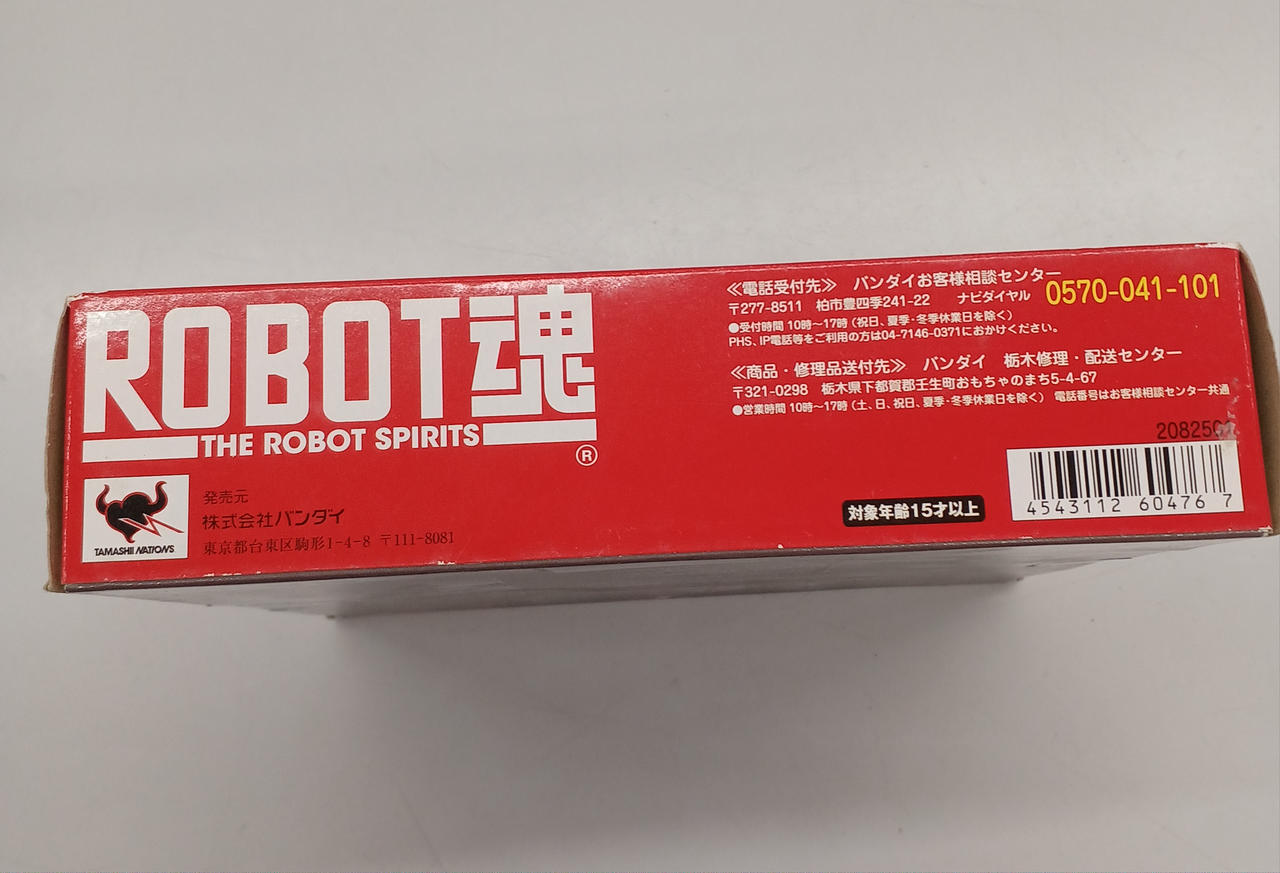 ROBOT魂
THE ROBOT SPIRITS
®
TAMASHII NATIONS
発売元
株式会社バンダイ
東京都台東区駒形1-4-8 〒111-8081
≪電話受付先≫ バンダイお客様相談センター
〒277-8511 柏市豊四季241-22 ナビダイヤル 0570-041-101
●受付時間 10時〜17時（祝日、夏季・冬季休業日を除く）
PHS、IP電話等をご利用の方は04-7146-0371におかけください。
≪商品・修理品送付先≫ バンダイ 栃木修理・配送センター
〒321-0298 栃木県下都賀郡壬生町おもちゃのまち5-4-67
●営業時間 10時〜17時（土、日、祝日、夏季・冬季休業日を除く） 電話番号はお客様相談センター共通
対象年齢15才以上
4543112 60476 7